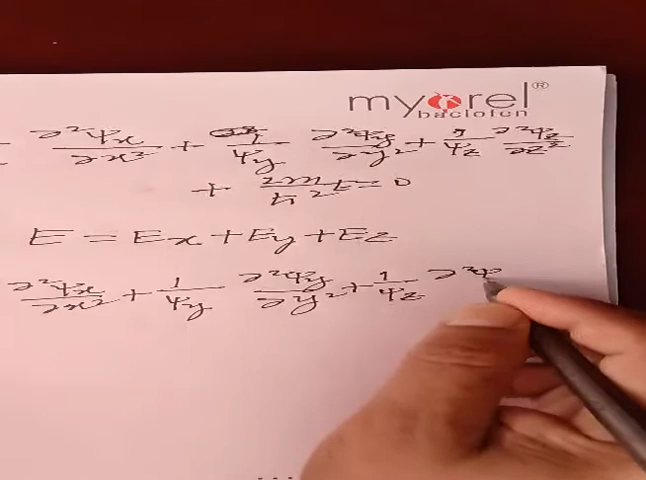 myorel®
baclofen
∂²ψx/∂x² + 1/ψy ∂²ψy/∂y² + 1/ψz ∂²ψz/∂z²
+ 2m/ħ² E = 0
E = Ex + Ey + Ez
∂²ψx/∂x² + 1/ψy ∂²ψy/∂y² + 1/ψz ∂²ψ